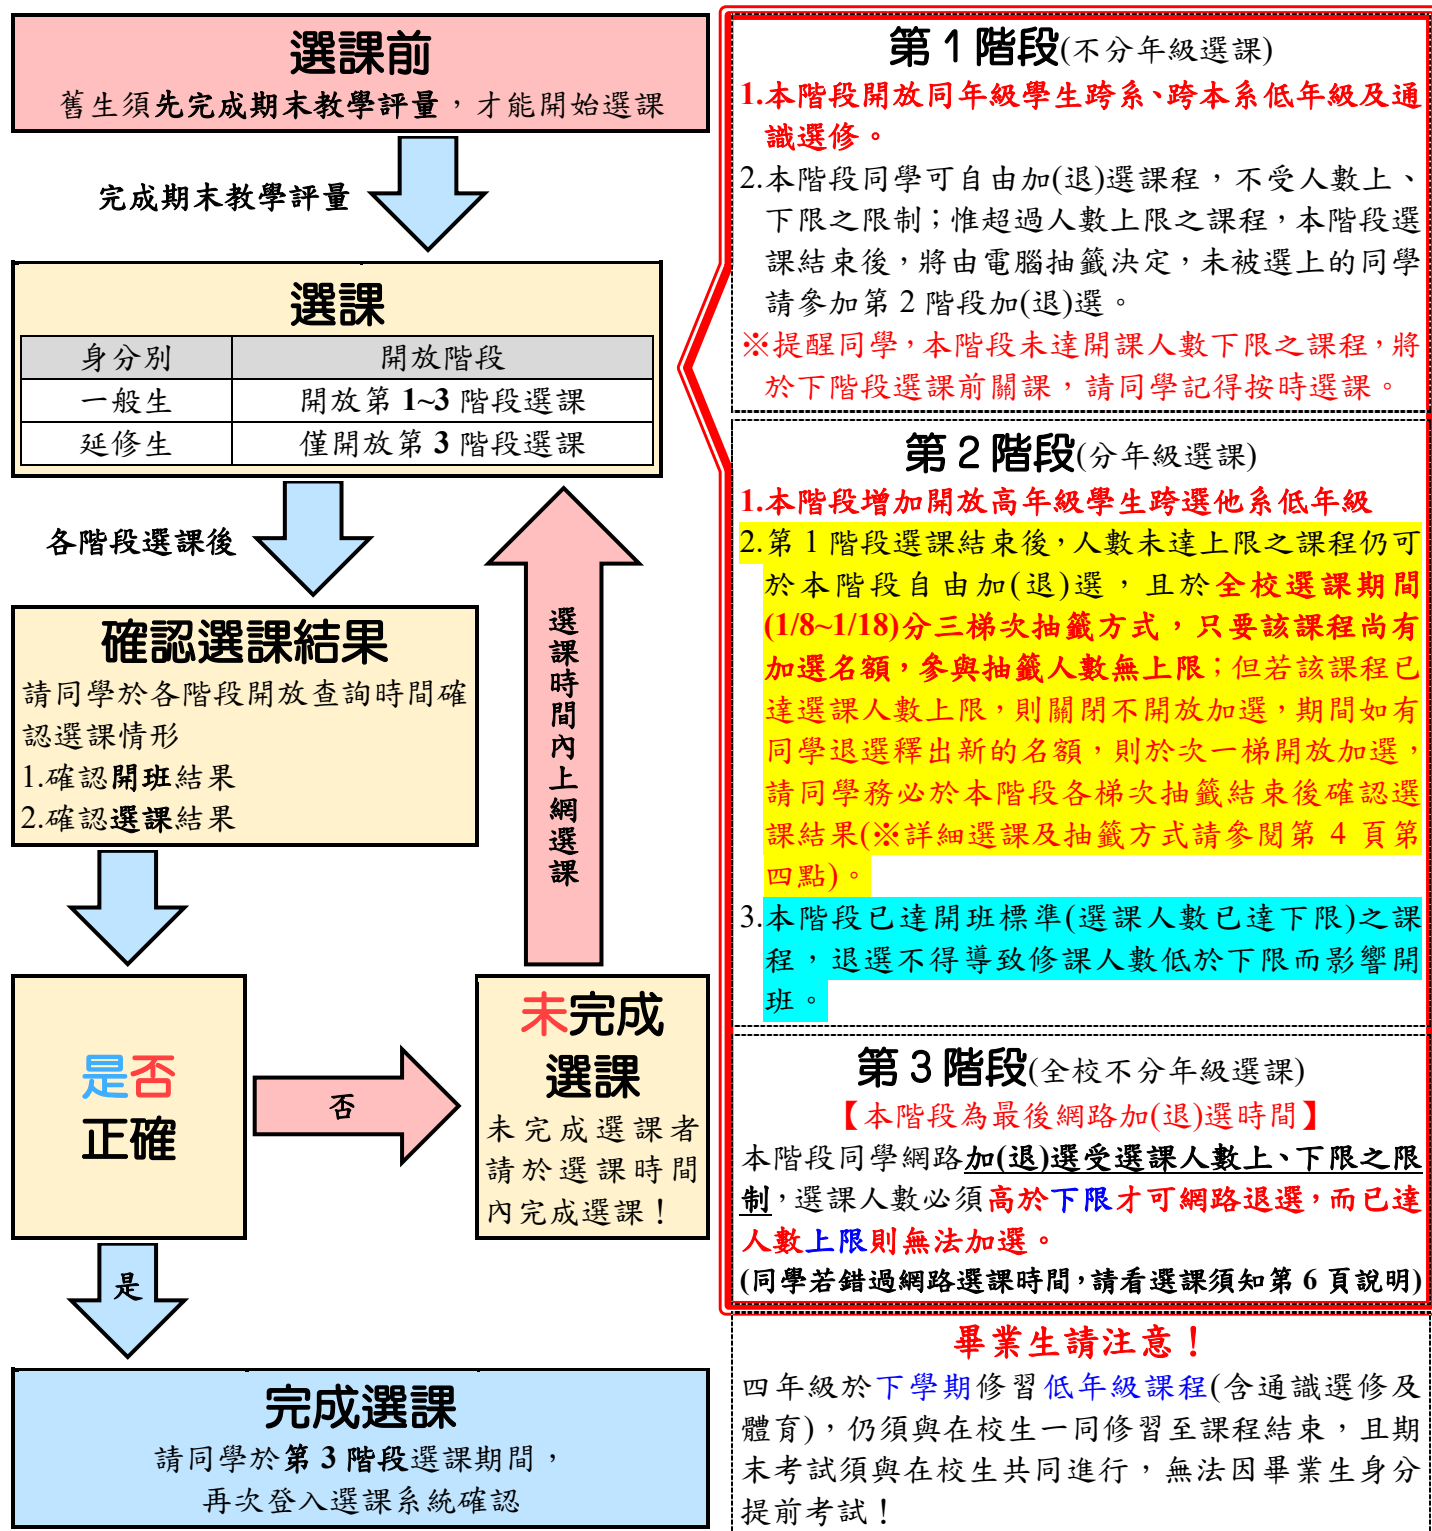 選課前
舊生須先完成期末教學評量，才能開始選課
完成期末教學評量
選課
身分別 開放階段
一般生 開放第 1~3 階段選課
延修生 僅開放第 3 階段選課
各階段選課後
確認選課結果
請同學於各階段開放查詢時間確
認選課情形
1.確認開班結果
2.確認選課結果
選課時間內上網選課
是否
正確
否
未完成
選課
未完成選課者
請於選課時間
內完成選課！
是
完成選課
請同學於第 3 階段選課期間，
再次登入選課系統確認
第 1 階段(不分年級選課)
1.本階段開放同年級學生跨系、跨本系低年級及通
識選修。
2.本階段同學可自由加(退)選課程，不受人數上、
下限之限制；惟超過人數上限之課程，本階段選
課結束後，將由電腦抽籤決定，未被選上的同學
請參加第 2 階段加(退)選。
※提醒同學，本階段未達開課人數下限之課程，將
於下階段選課前關課，請同學記得按時選課。
第 2 階段(分年級選課)
1.本階段增加開放高年級學生跨選他系低年級
2.第 1 階段選課結束後，人數未達上限之課程仍可
於本階段自由加(退)選，且於全校選課期間
(1/8~1/18)分三梯次抽籤方式，只要該課程尚有
加選名額，參與抽籤人數無上限；但若該課程已
達選課人數上限，則關閉不開放加選，期間如有
同學退選釋出新的名額，則於次一梯開放加選，
請同學務必於本階段各梯次抽籤結束後確認選
課結果(※詳細選課及抽籤方式請參閱第 4 頁第
四點)。
3.本階段已達開班標準(選課人數已達下限)之課
程，退選不得導致修課人數低於下限而影響開
班。
第 3 階段(全校不分年級選課)
【本階段為最後網路加(退)選時間】
本階段同學網路加(退)選受選課人數上、下限之限
制，選課人數必須高於下限才可網路退選，而已達
人數上限則無法加選。
(同學若錯過網路選課時間，請看選課須知第 6 頁說明)
畢業生請注意！
四年級於下學期修習低年級課程(含通識選修及
體育)，仍須與在校生一同修習至課程結束，且期
末考試須與在校生共同進行，無法因畢業生身分
提前考試！